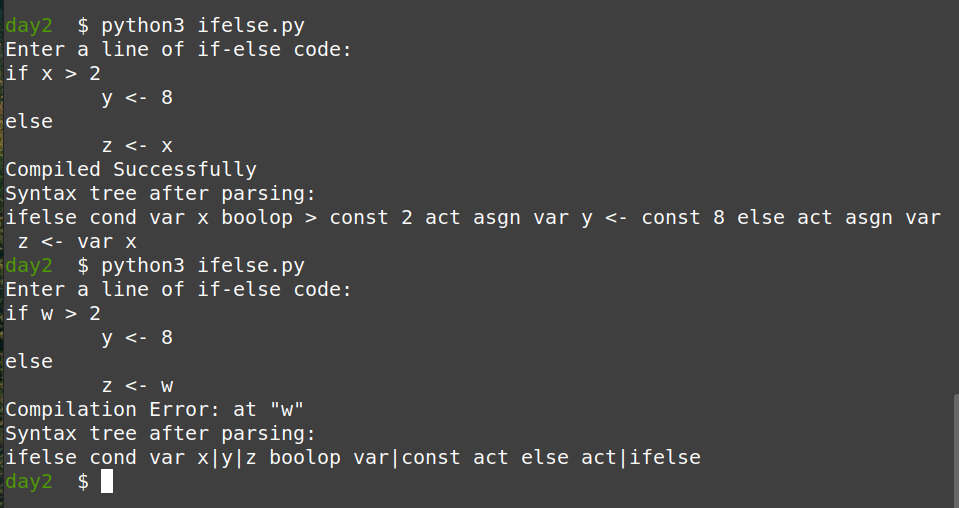 day2  $ python3 ifelse.py
Enter a line of if-else code:
if x > 2
        y <- 8
else
        z <- x
Compiled Successfully
Syntax tree after parsing:
ifelse cond var x boolop > const 2 act asgn var y <- const 8 else act asgn var
 z <- var x
day2  $ python3 ifelse.py
Enter a line of if-else code:
if w > 2
        y <- 8
else
        z <- w
Compilation Error: at "w"
Syntax tree after parsing:
ifelse cond var x|y|z boolop var|const act else act|ifelse
day2  $